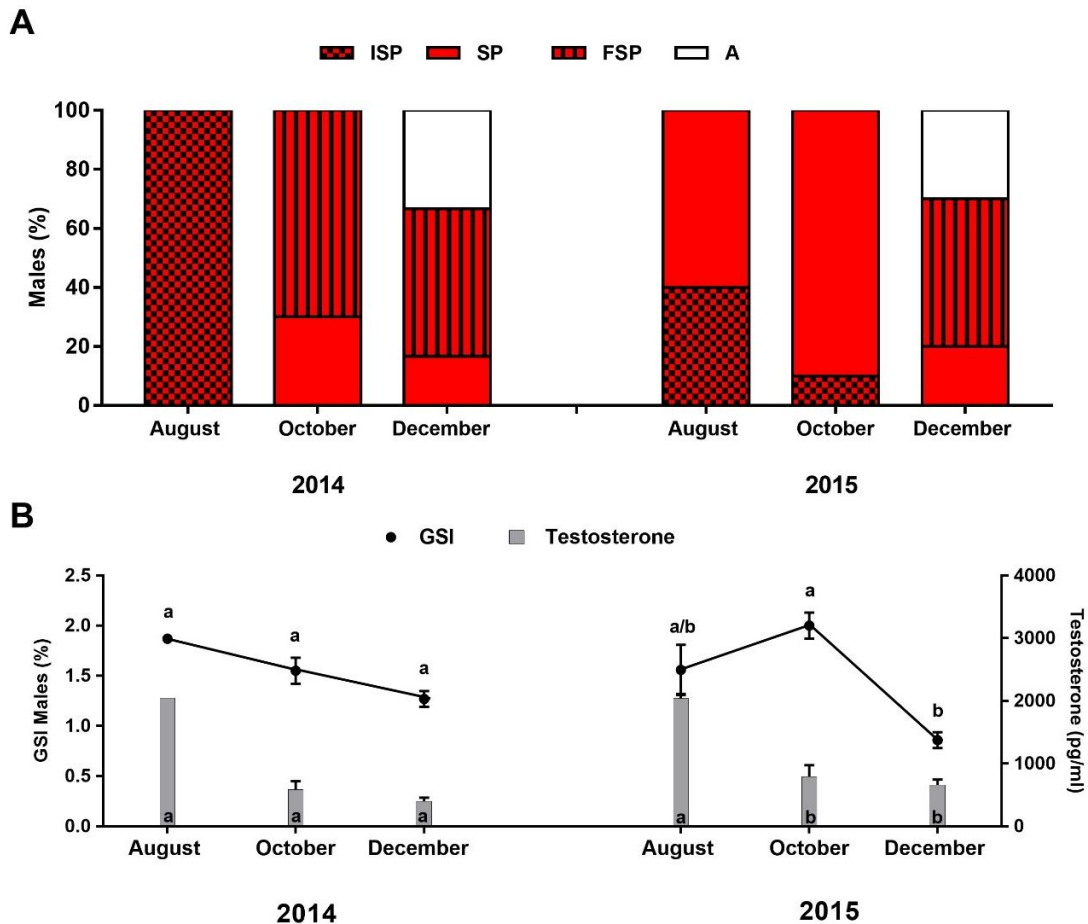 A
ISP SP FSP A
100
80
60
40
20
0
Males (%)
August October December August October December
2014 2015
B
GSI Testosterone
2.5
2.0
1.5
1.0
0.5
0.0
GSI Males (%)
4000
3000
2000
1000
0
Testosterone (pg/ml)
a a a a/b a b
a a a a b b
August October December August October December
2014 2015